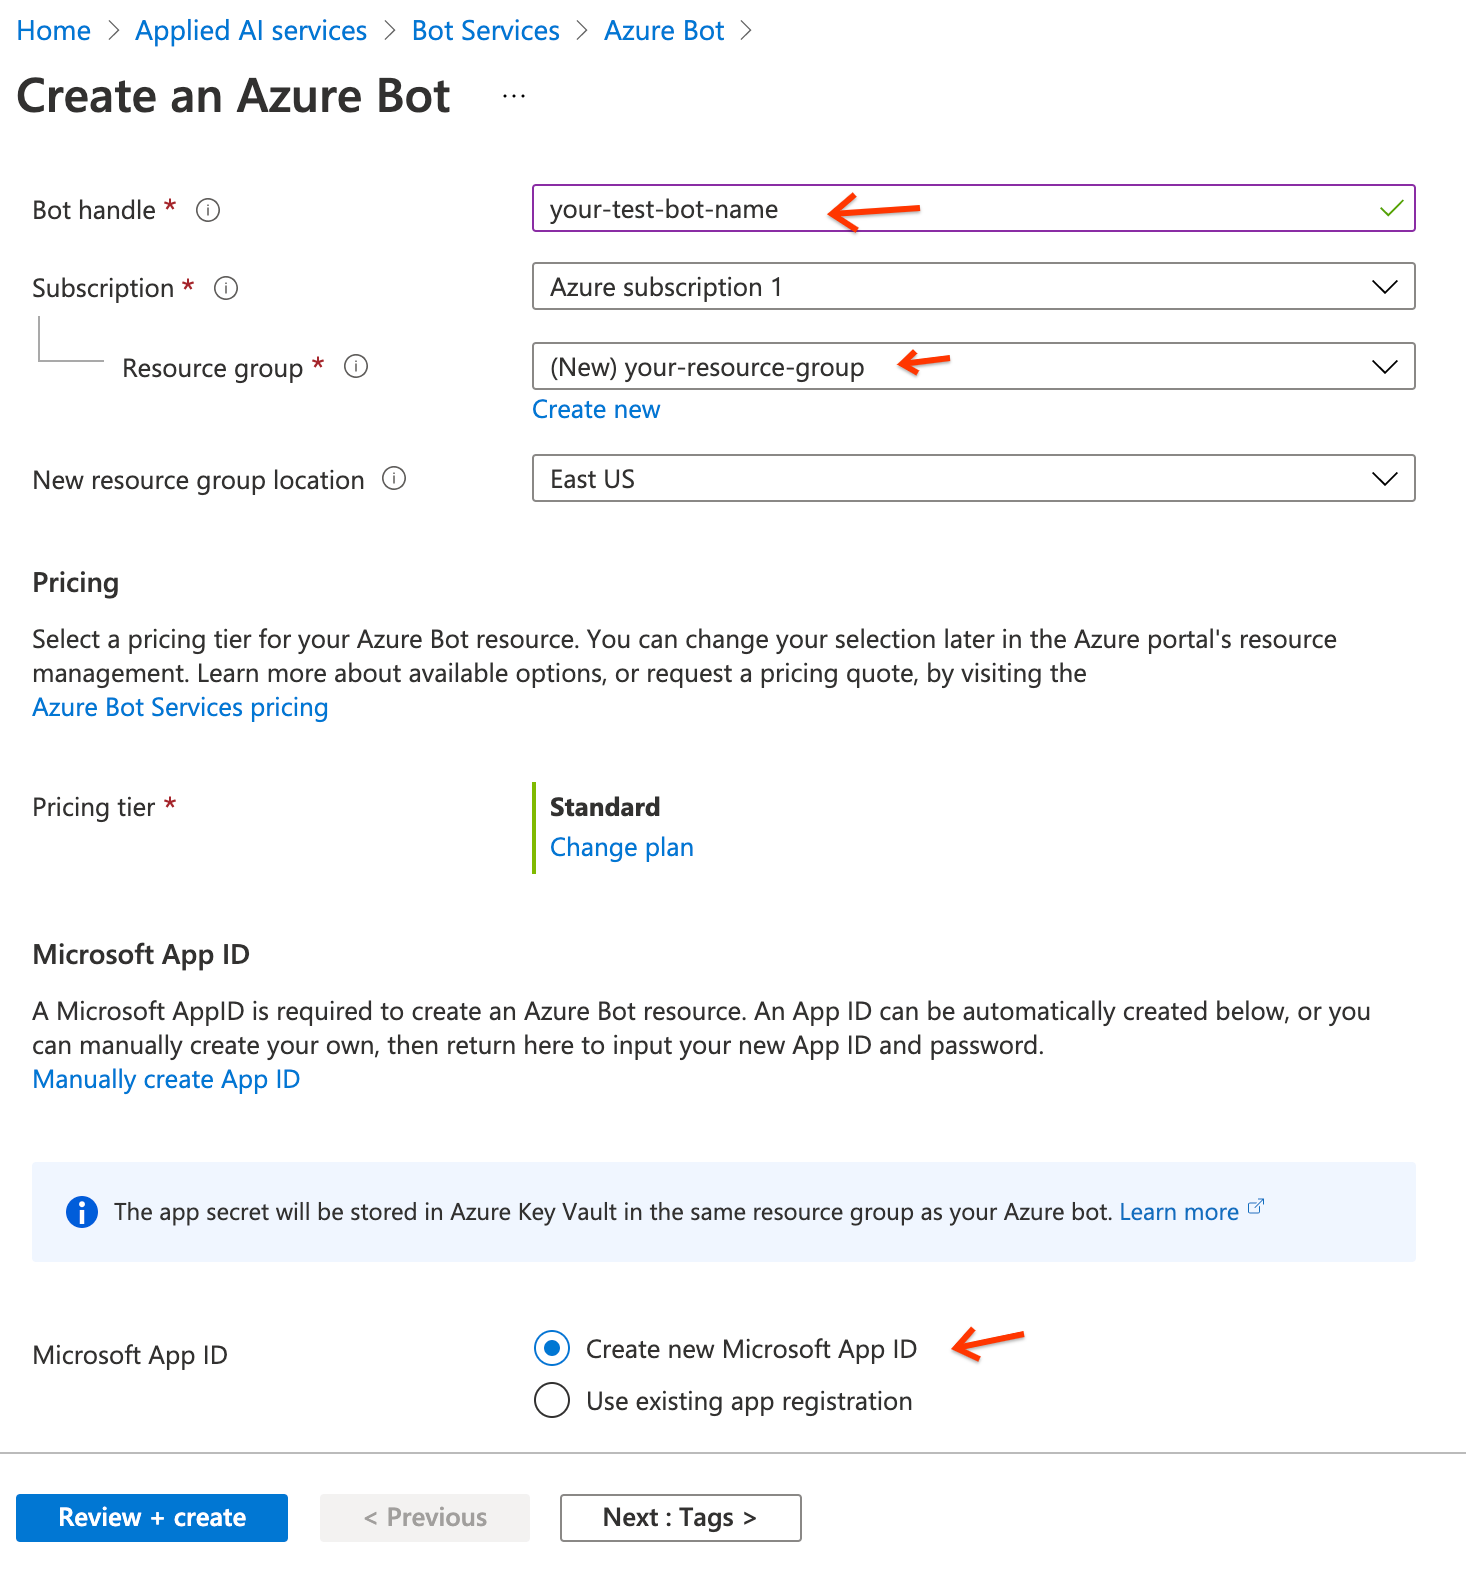 Home > Applied AI services > Bot Services > Azure Bot >
Create an Azure Bot ...
Bot handle * your-test-bot-name
Subscription * Azure subscription 1
Resource group * (New) your-resource-group
Create new
New resource group location East US
Pricing
Select a pricing tier for your Azure Bot resource. You can change your selection later in the Azure portal's resource
management. Learn more about available options, or request a pricing quote, by visiting the
Azure Bot Services pricing
Pricing tier * Standard
Change plan
Microsoft App ID
A Microsoft AppID is required to create an Azure Bot resource. An App ID can be automatically created below, or you
can manually create your own, then return here to input your new App ID and password.
Manually create App ID
The app secret will be stored in Azure Key Vault in the same resource group as your Azure bot. Learn more
Microsoft App ID Create new Microsoft App ID
Use existing app registration
Review + create < Previous Next : Tags >